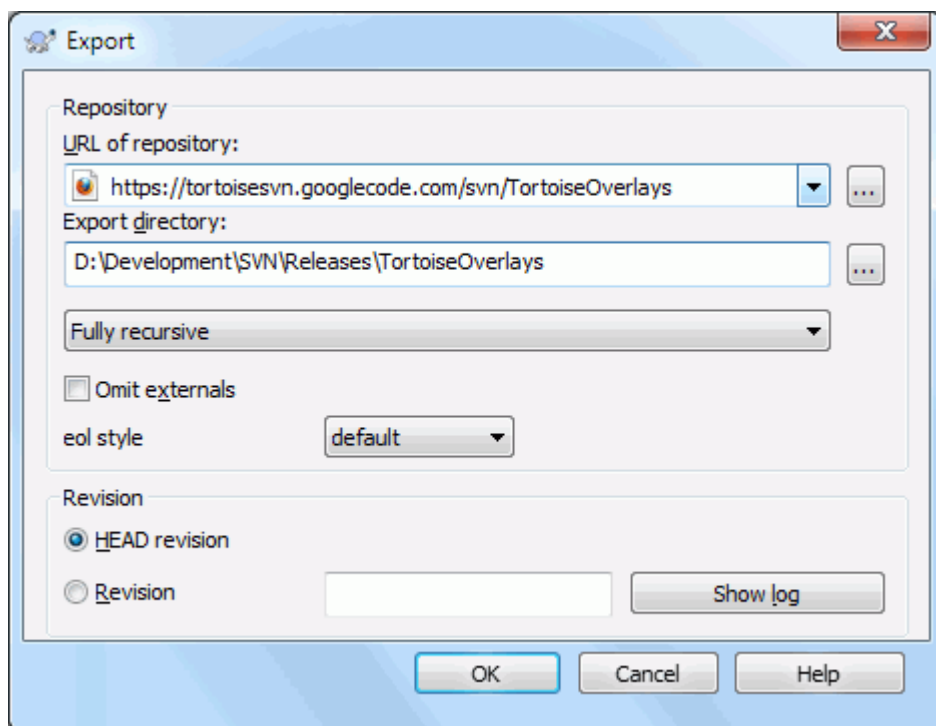 Export
Repository
URL of repository:
https://tortoisesvn.googlecode.com/svn/TortoiseOverlays
...
Export directory:
D:\Development\SVN\Releases\TortoiseOverlays
...
Fully recursive
Omit externals
eol style default
Revision
HEAD revision
Revision Show log
OK Cancel Help